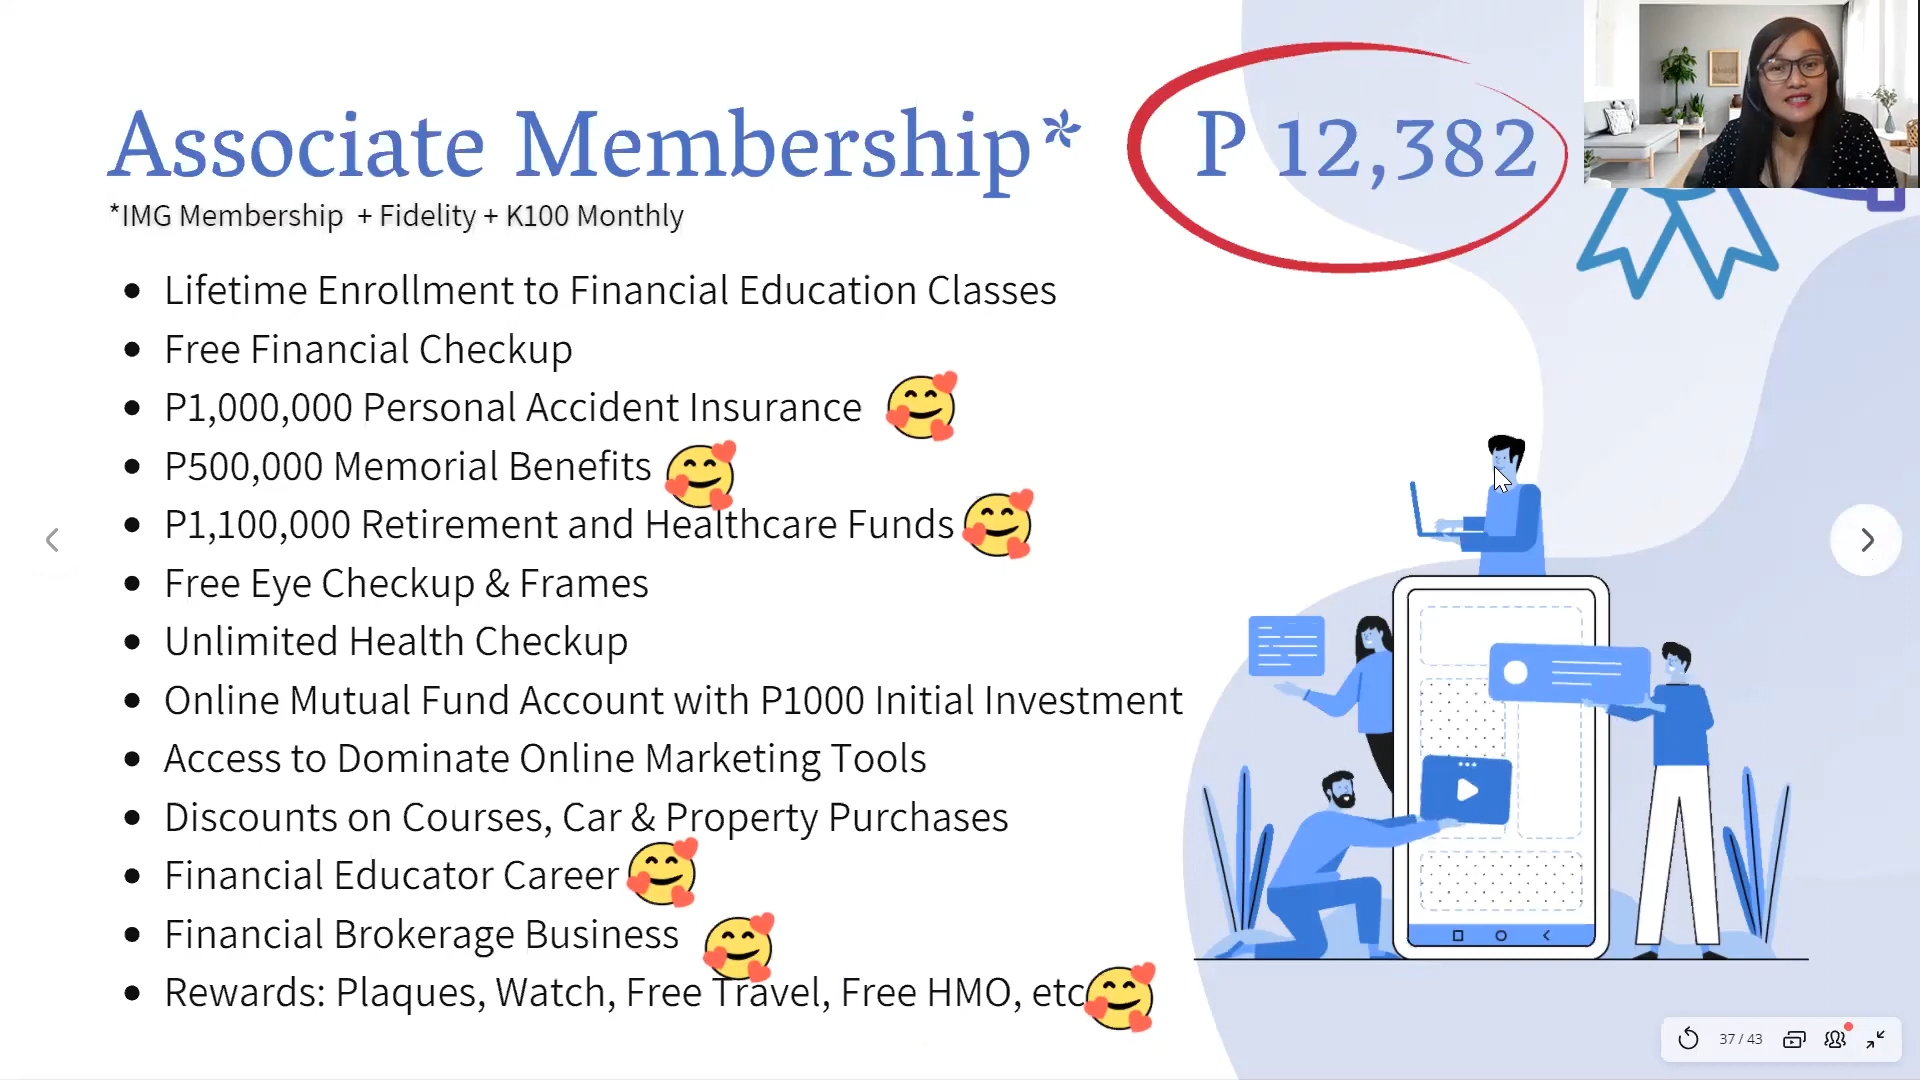 Associate Membership*
P 12,382
*IMG Membership + Fidelity + K100 Monthly
• Lifetime Enrollment to Financial Education Classes
• Free Financial Checkup
• P1,000,000 Personal Accident Insurance
• P500,000 Memorial Benefits
• P1,100,000 Retirement and Healthcare Funds
• Free Eye Checkup & Frames
• Unlimited Health Checkup
• Online Mutual Fund Account with P1000 Initial Investment
• Access to Dominate Online Marketing Tools
• Discounts on Courses, Car & Property Purchases
• Financial Educator Career
• Financial Brokerage Business
• Rewards: Plaques, Watch, Free Travel, Free HMO, etc
37 / 43